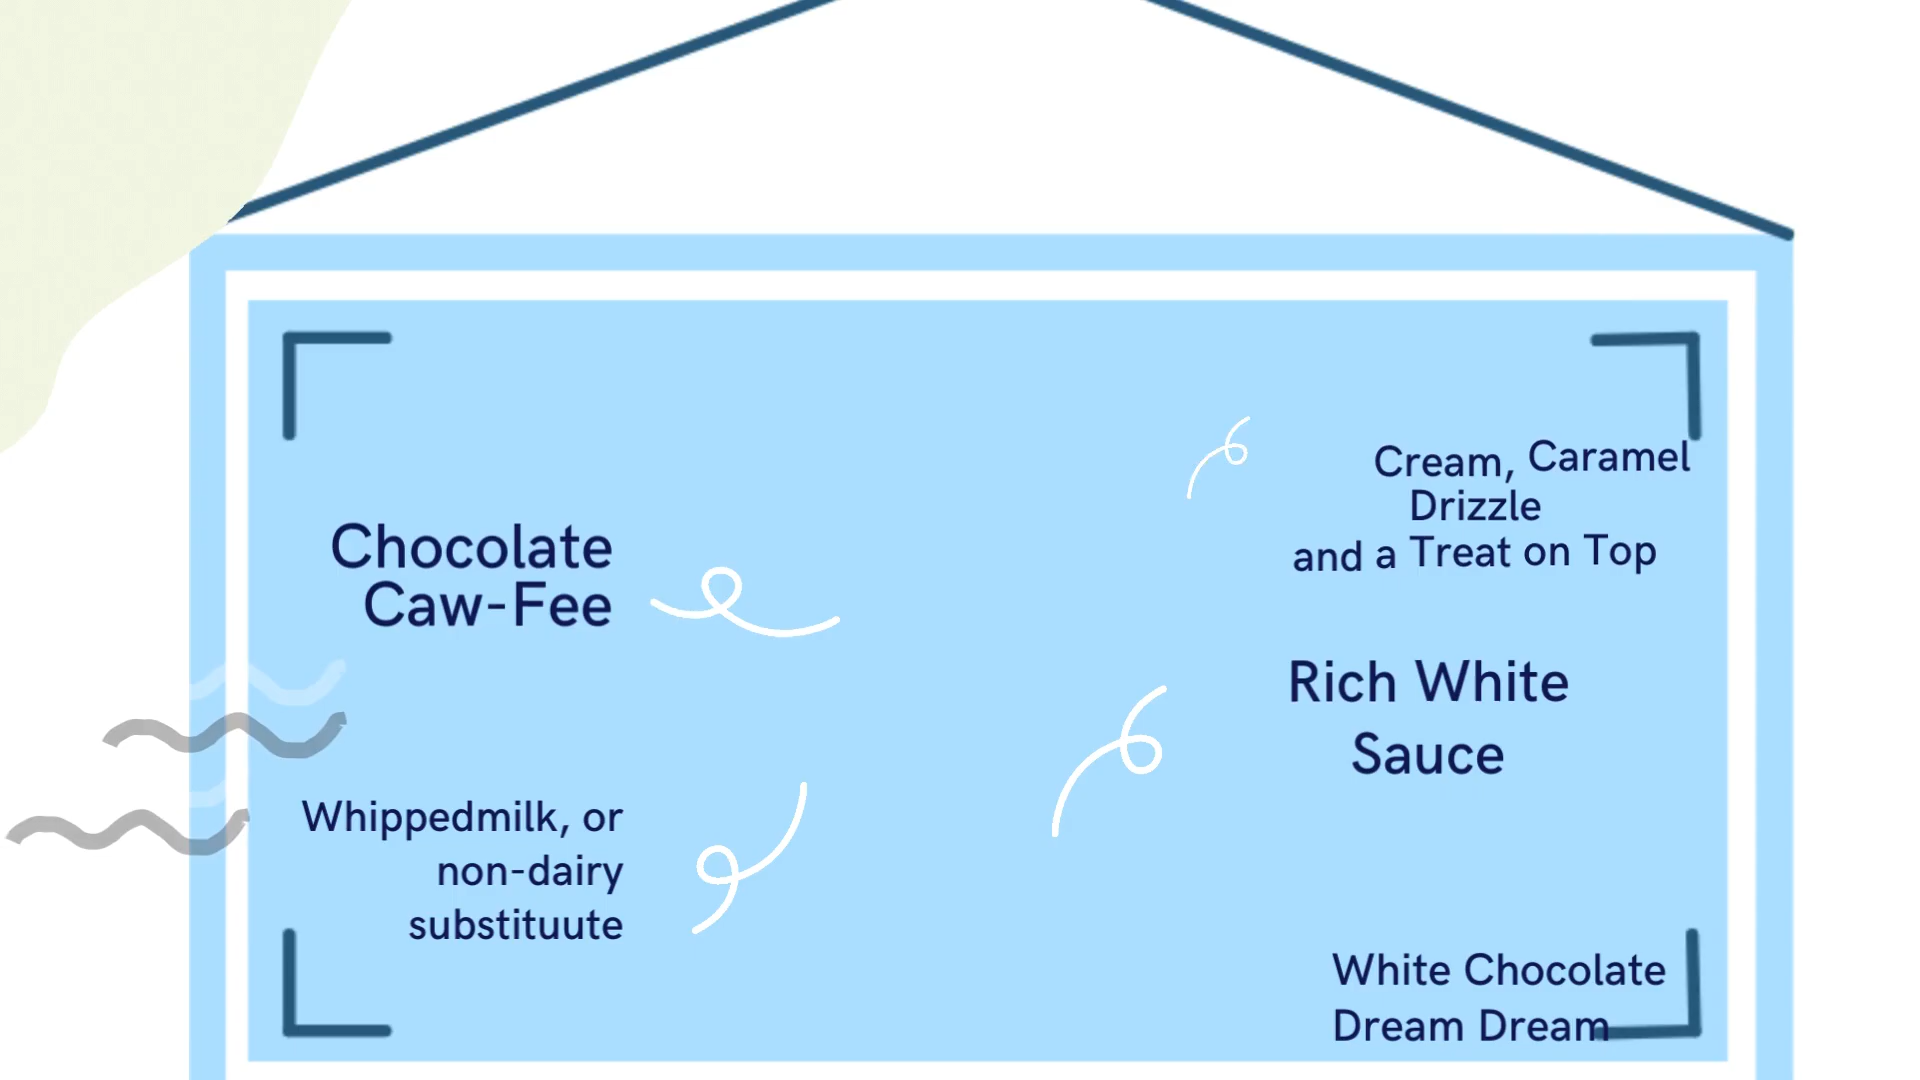 Chocolate
Caw-Fee
Whippedmilk, or
non-dairy
substituute
Cream, Caramel
Drizzle
and a Treat on Top
Rich White
Sauce
White Chocolate
Dream Dream